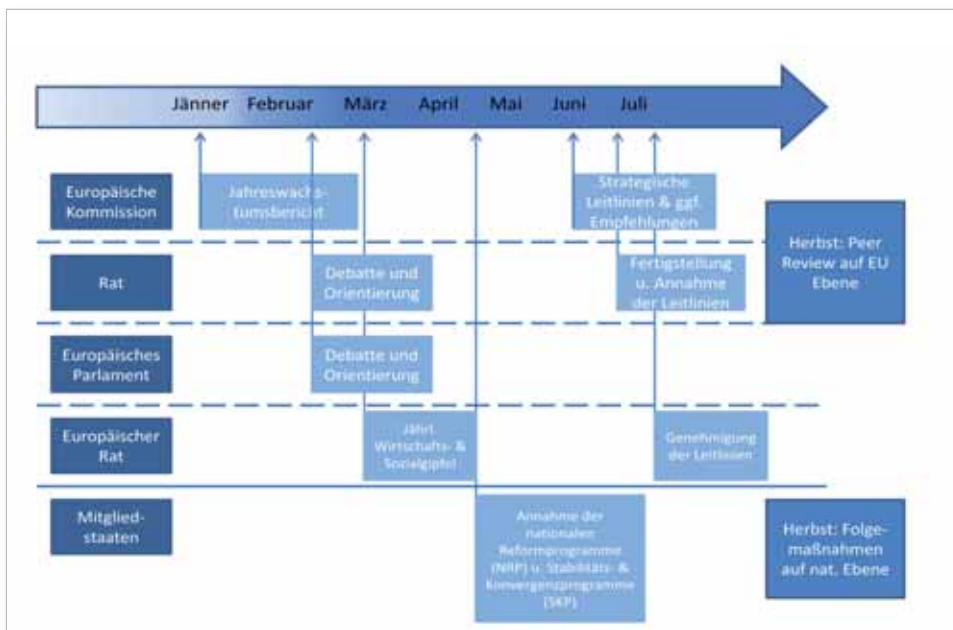 Jänner Februar März April Mai Juni Juli
Europäische
Kommission
Jahreswachs-
tumsbericht
Strategische
Leitlinien & ggf.
Empfehlungen
Rat
Debatte und
Orientierung
Fertigstellung
u. Annahme
der Leitlinien
Herbst: Peer
Review auf EU
Ebene
Europäisches
Parlament
Debatte und
Orientierung
Europäischer
Rat
Jährl.
Wirtschafts- &
Sozialgipfel
Genehmigung
der Leitlinien
Mitglied-
staaten
Annahme der
nationalen
Reformprogramme
(NRP) u. Stabilitäts- &
Konvergenzprogramme
(SKP)
Herbst: Folge-
maßnahmen
auf nat. Ebene